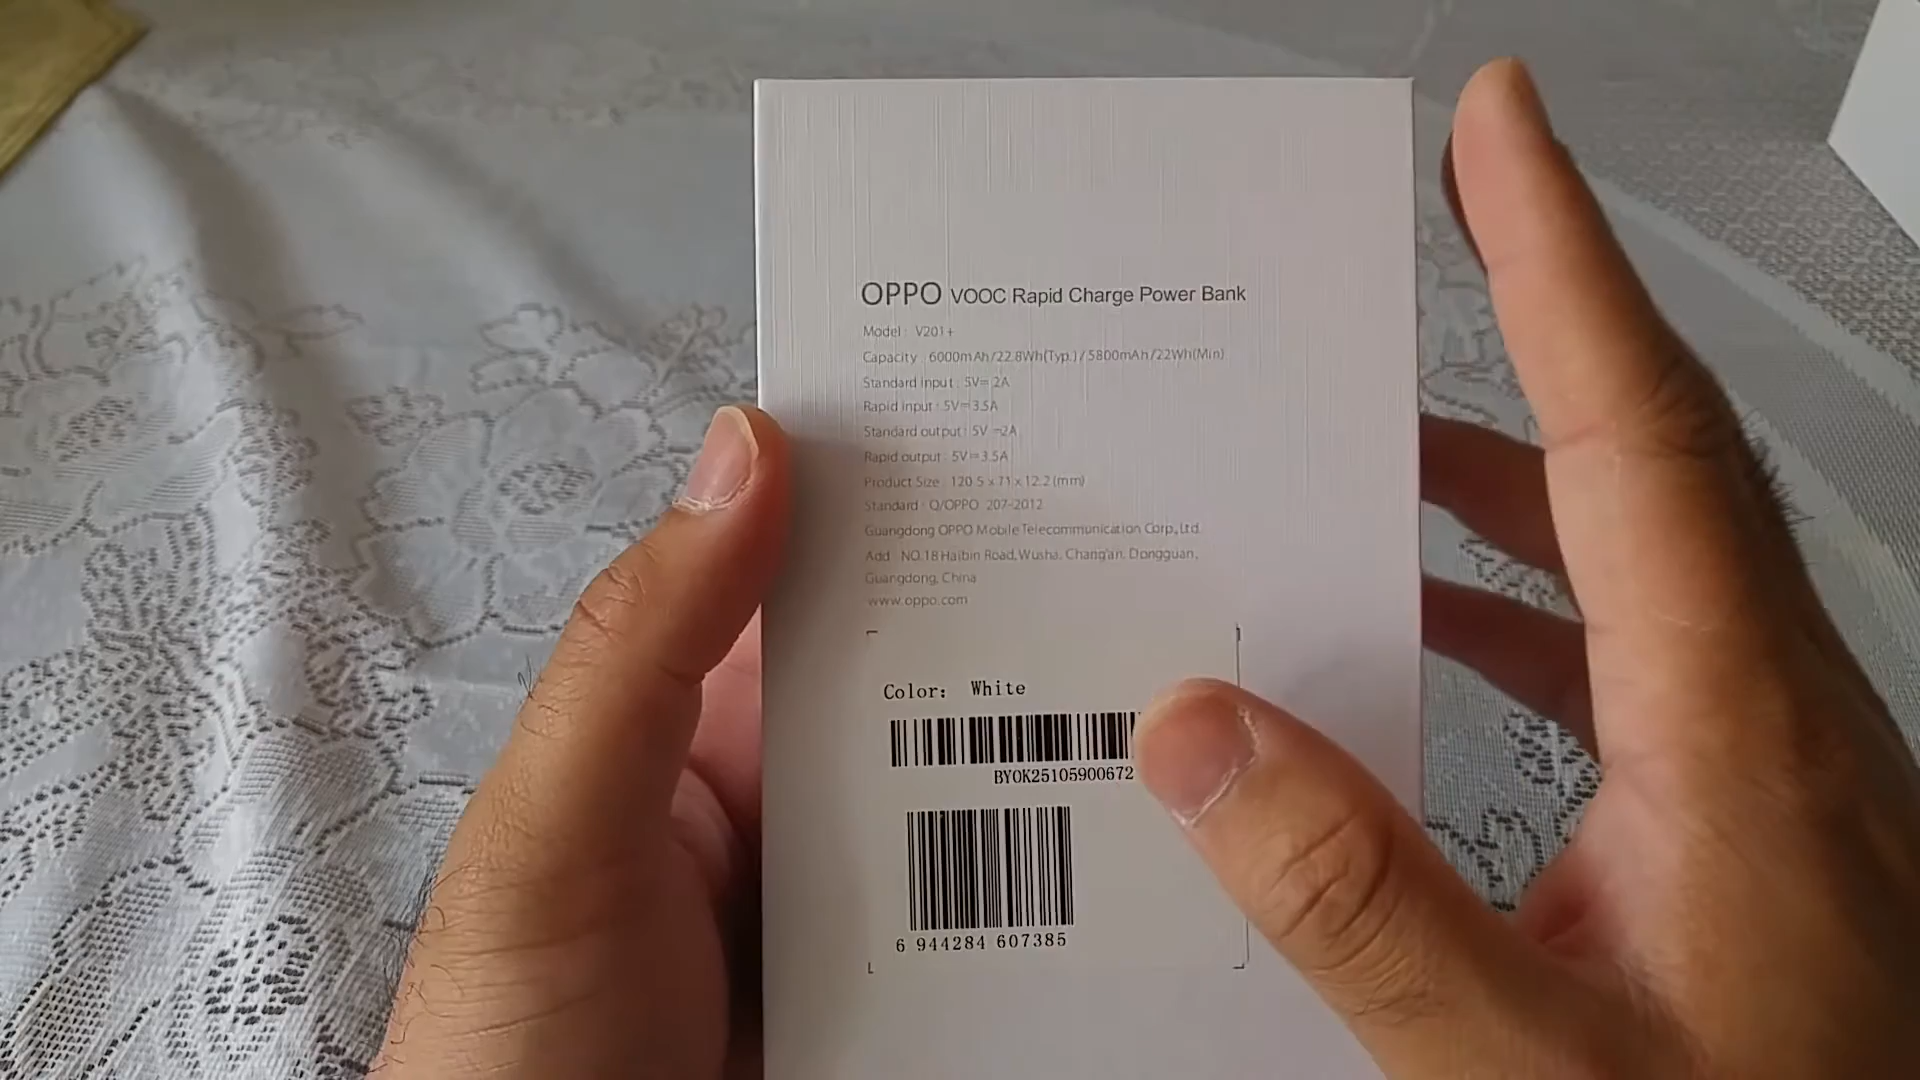 OPPO VOOC Rapid Charge Power Bank
Model : V201+
Capacity : 6000mAh/22.8Wh(Typ.) / 5800mAh/22Wh(Min)
Standard input : 5V⎓2A
Rapid input : 5V⎓3.5A
Standard output : 5V⎓2A
Rapid output : 5V⎓3.5A
Product Size : 120.5 x 71 x 12.2 (mm)
Standard : Q/OPPO 207-2012
Guangdong OPPO Mobile Telecommunication Corp., Ltd.
Add : NO.18 Haibin Road, Wusha, Chang'an, Dongguan,
Guangdong, China
www.oppo.com
Color: White
BYOK25105900672
6 944284 607385